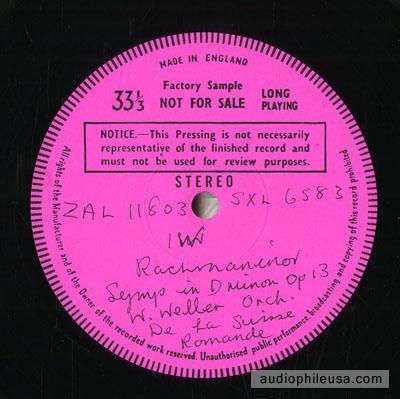 MADE IN ENGLAND
Factory Sample
33⅓ NOT FOR SALE LONG PLAYING
NOTICE.—This Pressing is not necessarily
representative of the finished record and
must not be used for review purposes.
STEREO
ZAL 11603 SXL 6583
1W
Rachmaninov
Symp in D Minor Op 13
W. Weller Orch.
De La Suisse
Romande
All rights of the Manufacturer and of the Owner of the recorded work reserved. Unauthorised public performance, broadcasting and copying of this record prohibited.
audiophileusa.com